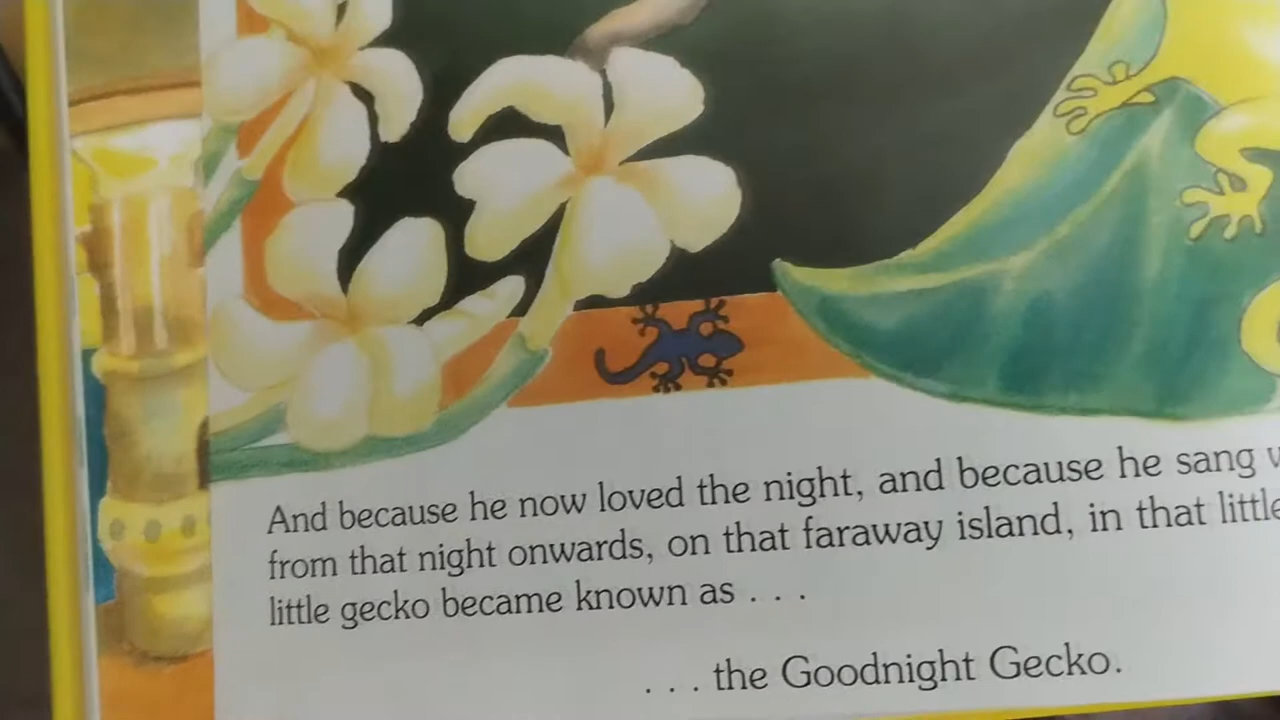 And because he now loved the night, and because he sang
from that night onwards, on that faraway island, in that little
little gecko became known as . . .
. . . the Goodnight Gecko.